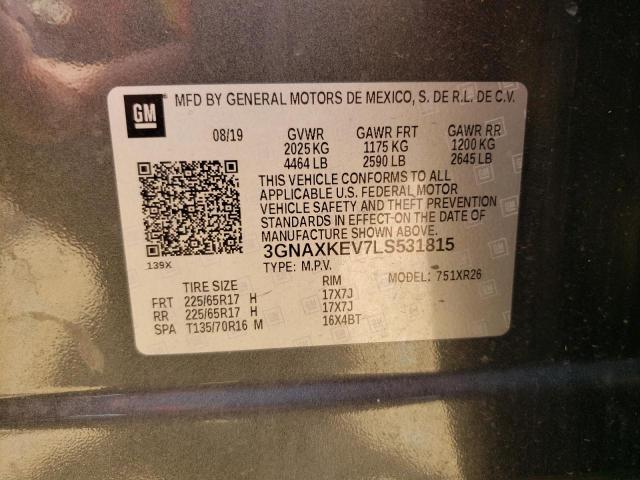 GM MFD BY GENERAL MOTORS DE MEXICO, S. DE R.L. DE C.V.
08/19 GVWR GAWR FRT GAWR RR
2025 KG 1175 KG 1200 KG
4464 LB 2590 LB 2645 LB
THIS VEHICLE CONFORMS TO ALL
APPLICABLE U.S. FEDERAL MOTOR
VEHICLE SAFETY AND THEFT PREVENTION
STANDARD IN EFFECT ON THE DATE OF
MANUFACTURE SHOWN ABOVE.
3GNAXKEV7LS531815
139X TYPE: M.P.V. MODEL: 751XR26
TIRE SIZE RIM
FRT 225/65R17 H 17X7J
RR 225/65R17 H 17X7J
SPA T135/70R16 M 16X4BT